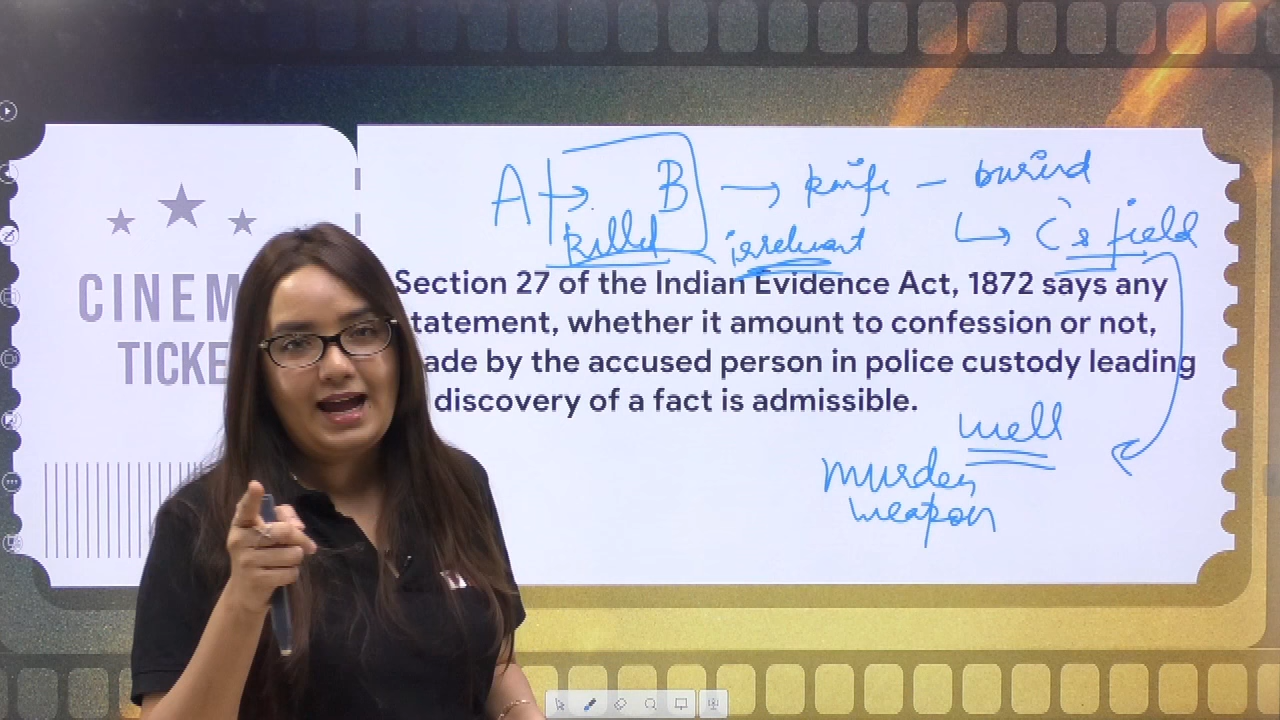 A → B → knife – buried
killed irrelevant ↳ C's field
CINEM
TICKE
Section 27 of the Indian Evidence Act, 1872 says any
tatement, whether it amount to confession or not,
ade by the accused person in police custody leading
discovery of a fact is admissible.
well
murder
weapon